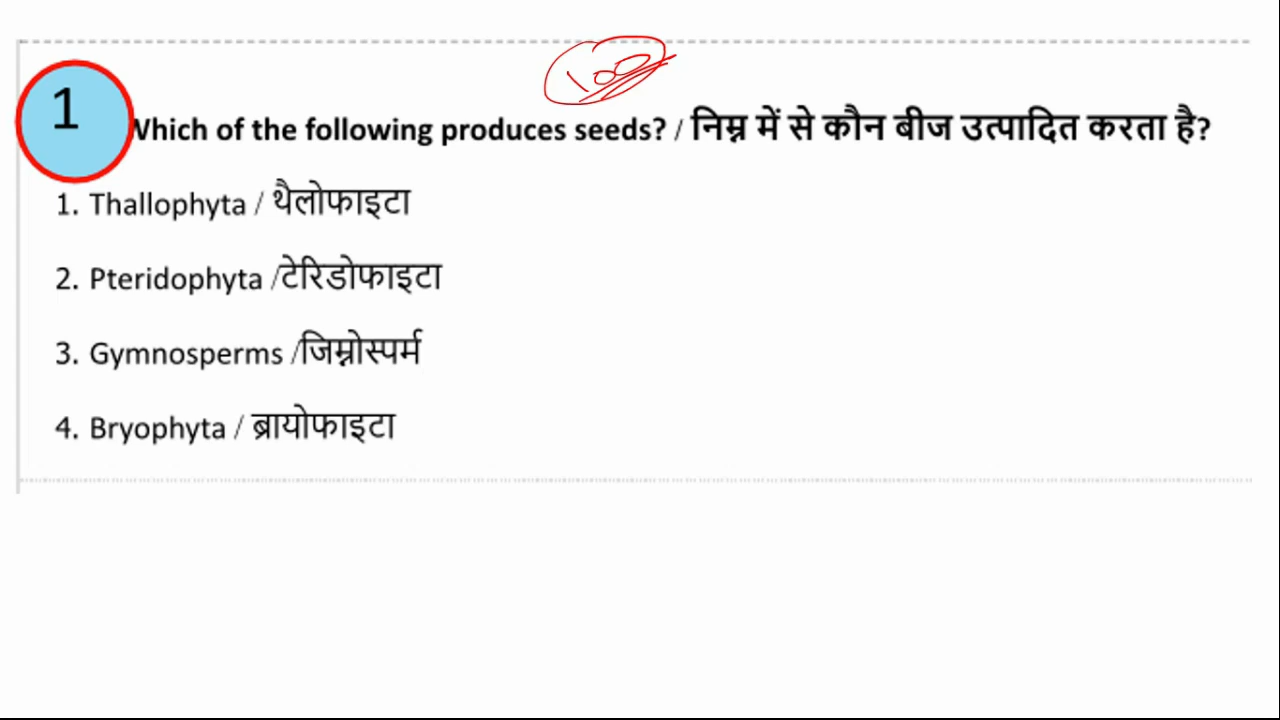 100
1
Which of the following produces seeds? / निम्न में से कौन बीज उत्पादित करता है?
1. Thallophyta / थैलोफाइटा
2. Pteridophyta /टेरिडोफाइटा
3. Gymnosperms /जिम्नोस्पर्म
4. Bryophyta / ब्रायोफाइटा